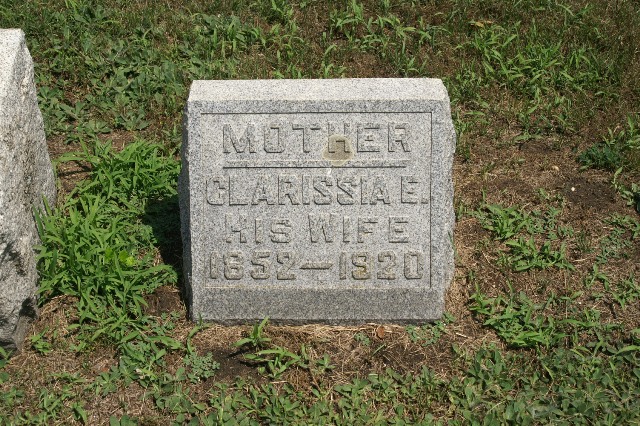 MOTHER
CLARISSIA E.
HIS WIFE
1852—1920